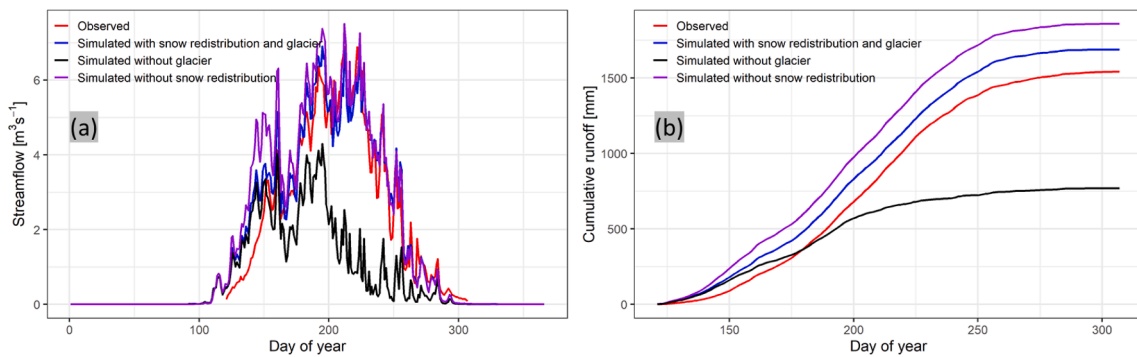 Observed
Simulated with snow redistribution and glacier
Simulated without glacier
Simulated without snow redistribution
(a)
Streamflow [m³s⁻¹]
6
4
2
0
0
100
200
300
Day of year
Observed
Simulated with snow redistribution and glacier
Simulated without glacier
Simulated without snow redistribution
(b)
Cumulative runoff [mm]
1500
1000
500
0
150
200
250
300
Day of year